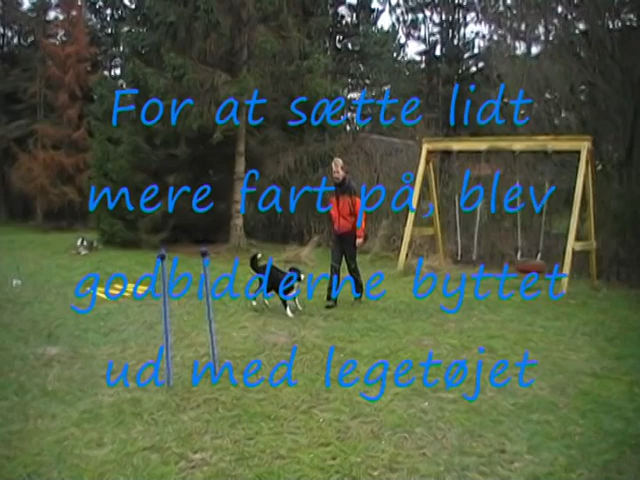 For at sætte lidt
mere fart på, blev
godbidderne byttet
ud med legetøjet